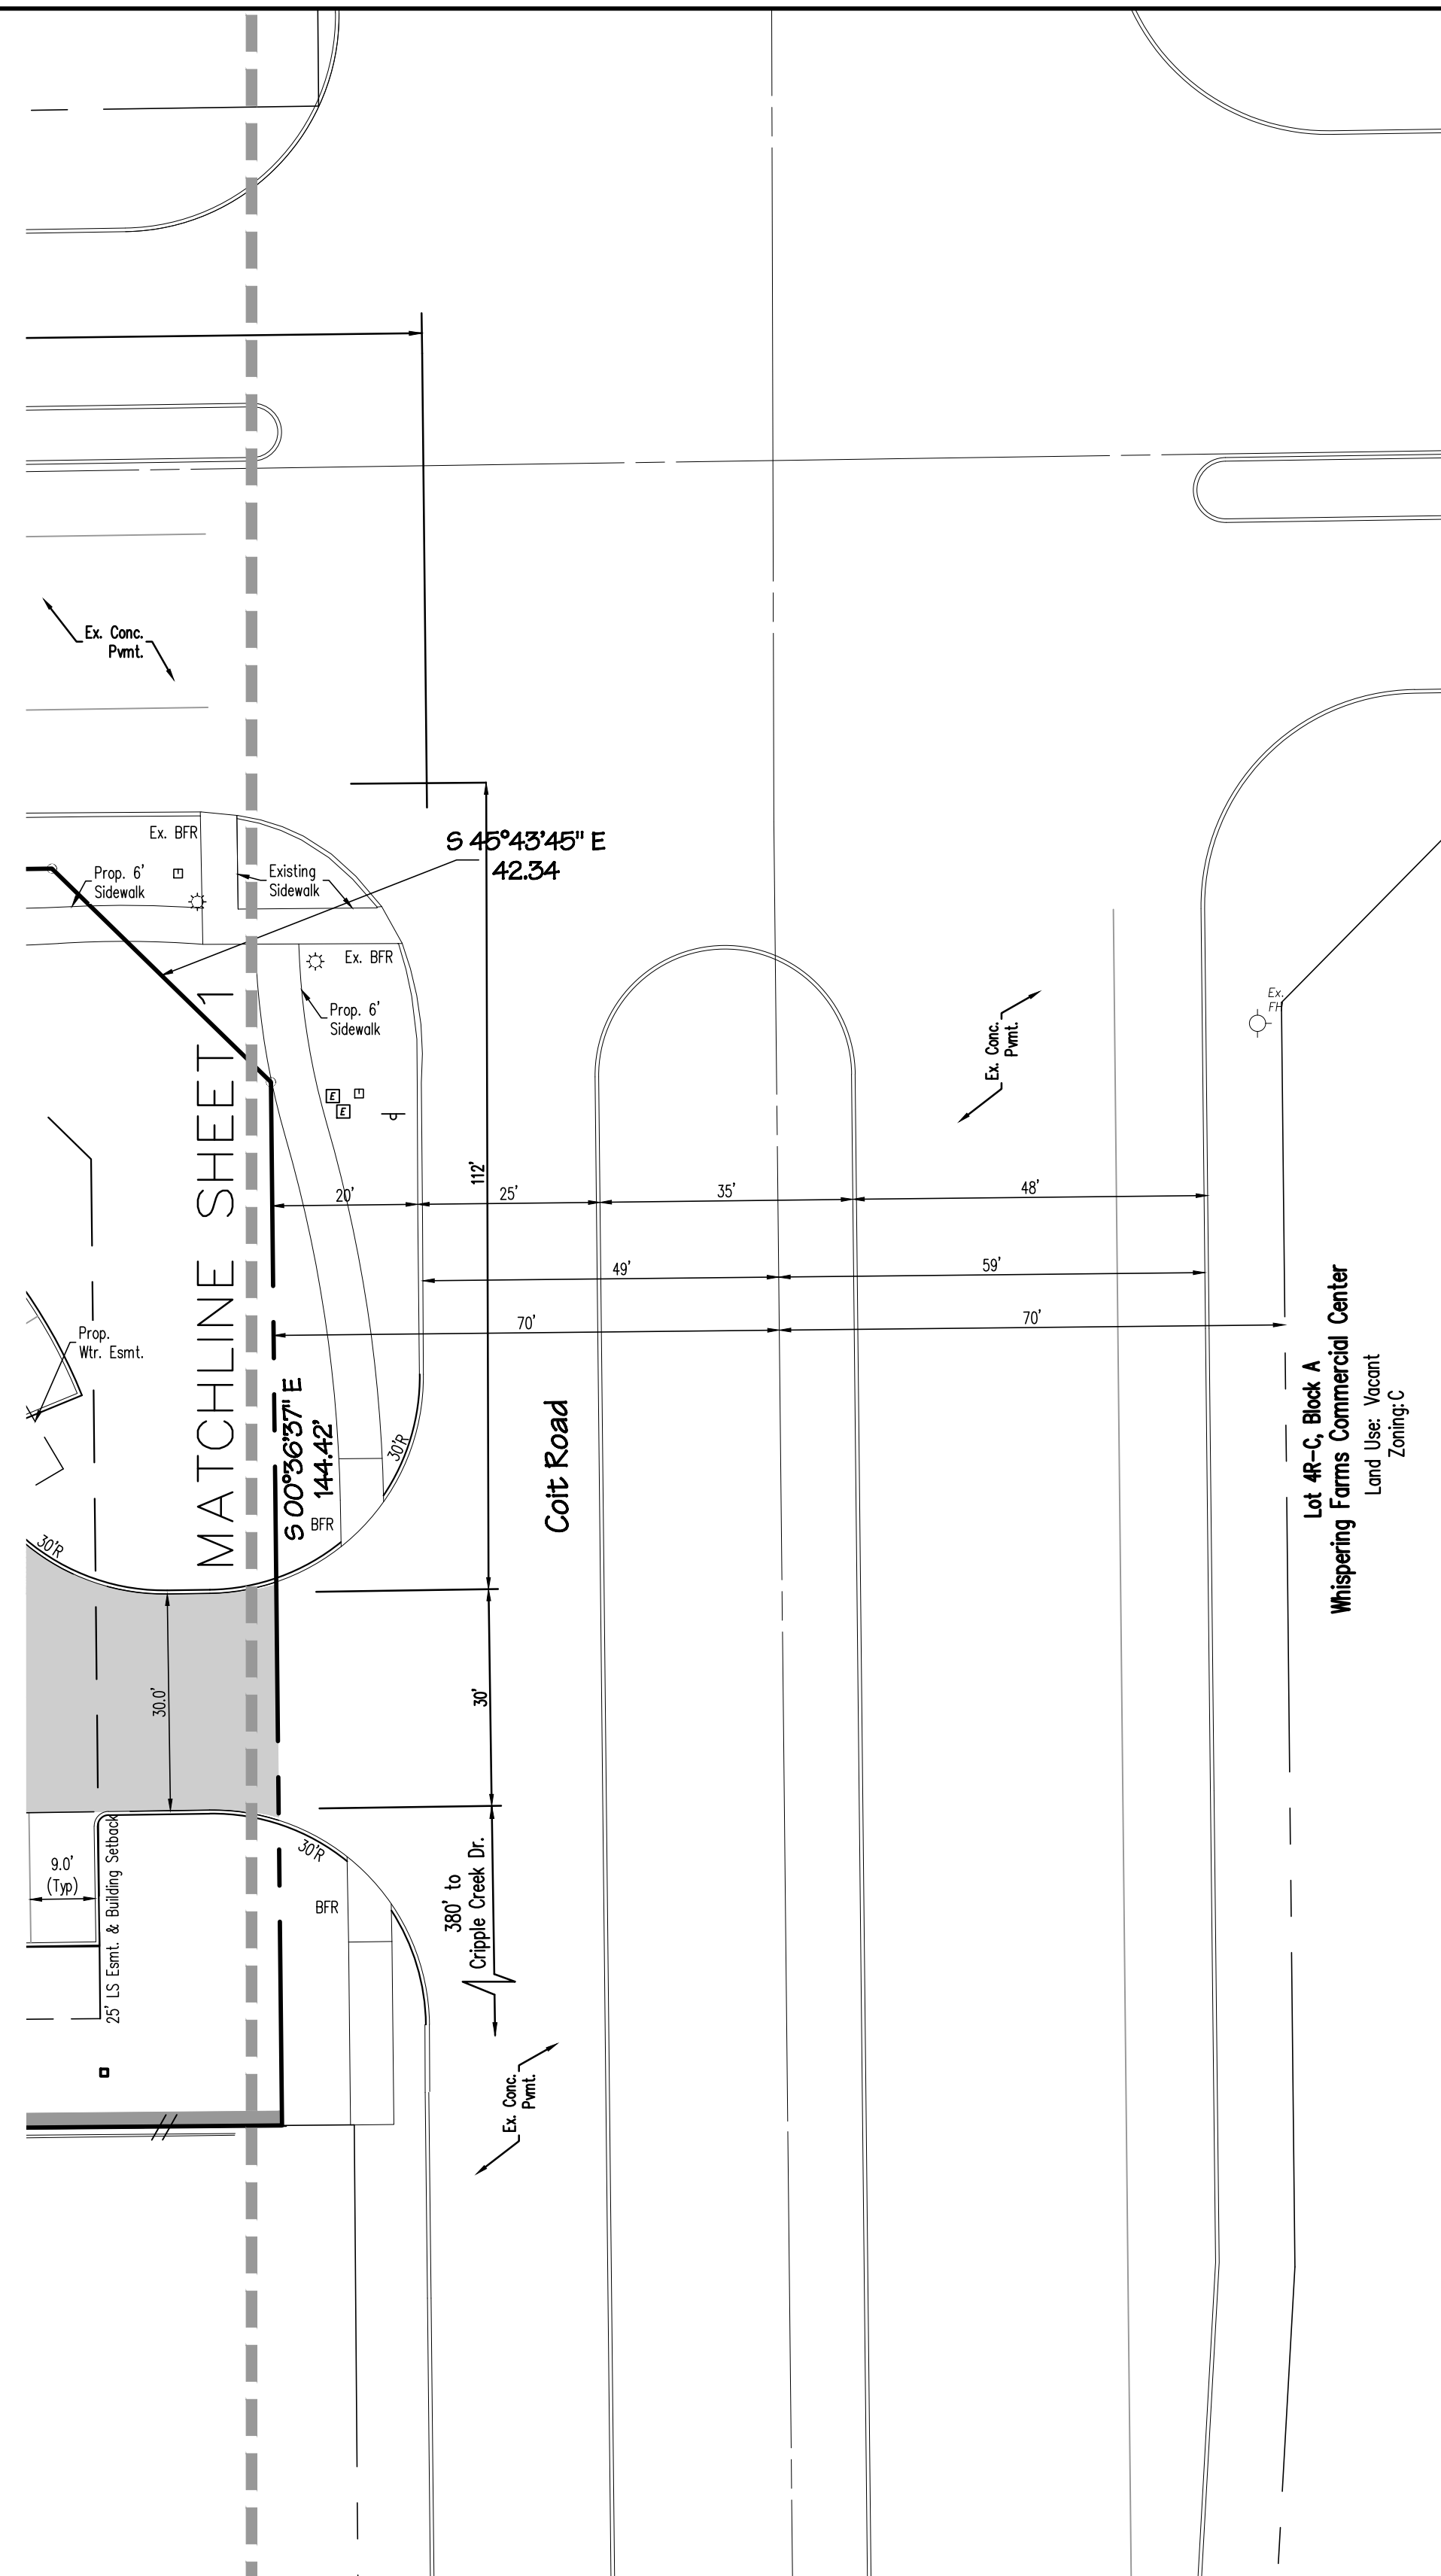 Ex. Conc.
Pvmt.
S 45°43'45" E
42.34
Ex. BFR
Prop. 6'
Sidewalk
Existing
Sidewalk
Ex. BFR
Prop. 6'
Sidewalk
E
E
MATCHLINE SHEET 1
Ex. Conc.
Pvmt.
Ex.
FH
112'
20'
25'
35'
48'
49'
59'
70'
70'
Prop.
Wtr. Esmt.
S 00°36'37" E
144.42'
30'R
BFR
30'R
Coit Road
Lot 4R-C, Block A
Whispering Farms Commercial Center
Land Use: Vacant
Zoning: C
30.0'
30'
30'R
9.0'
(Typ)
25' LS Esmt. & Building Setback
BFR
380' to
Cripple Creek Dr.
Ex. Conc.
Pvmt.